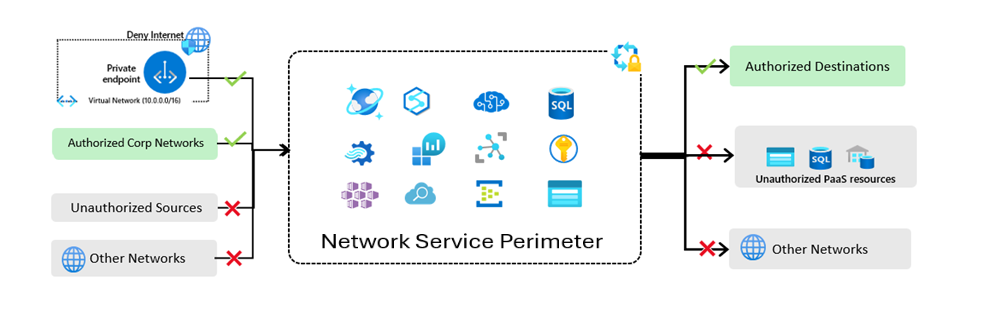 Deny Internet
Private
endpoint
Virtual Network (10.0.0.0/16)
Authorized Corp Networks
Unauthorized Sources
Other Networks
SQL
Network Service Perimeter
Authorized Destinations
SQL
Unauthorized PaaS resources
Other Networks